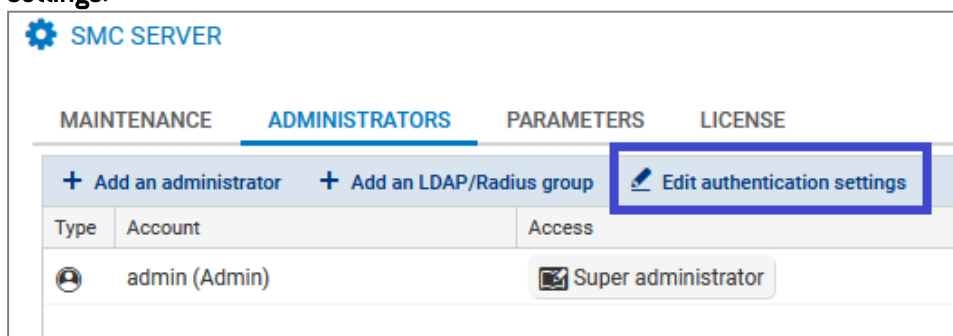 settings.
SMC SERVER
MAINTENANCE ADMINISTRATORS PARAMETERS LICENSE
+ Add an administrator + Add an LDAP/Radius group Edit authentication settings
Type Account Access
admin (Admin) Super administrator